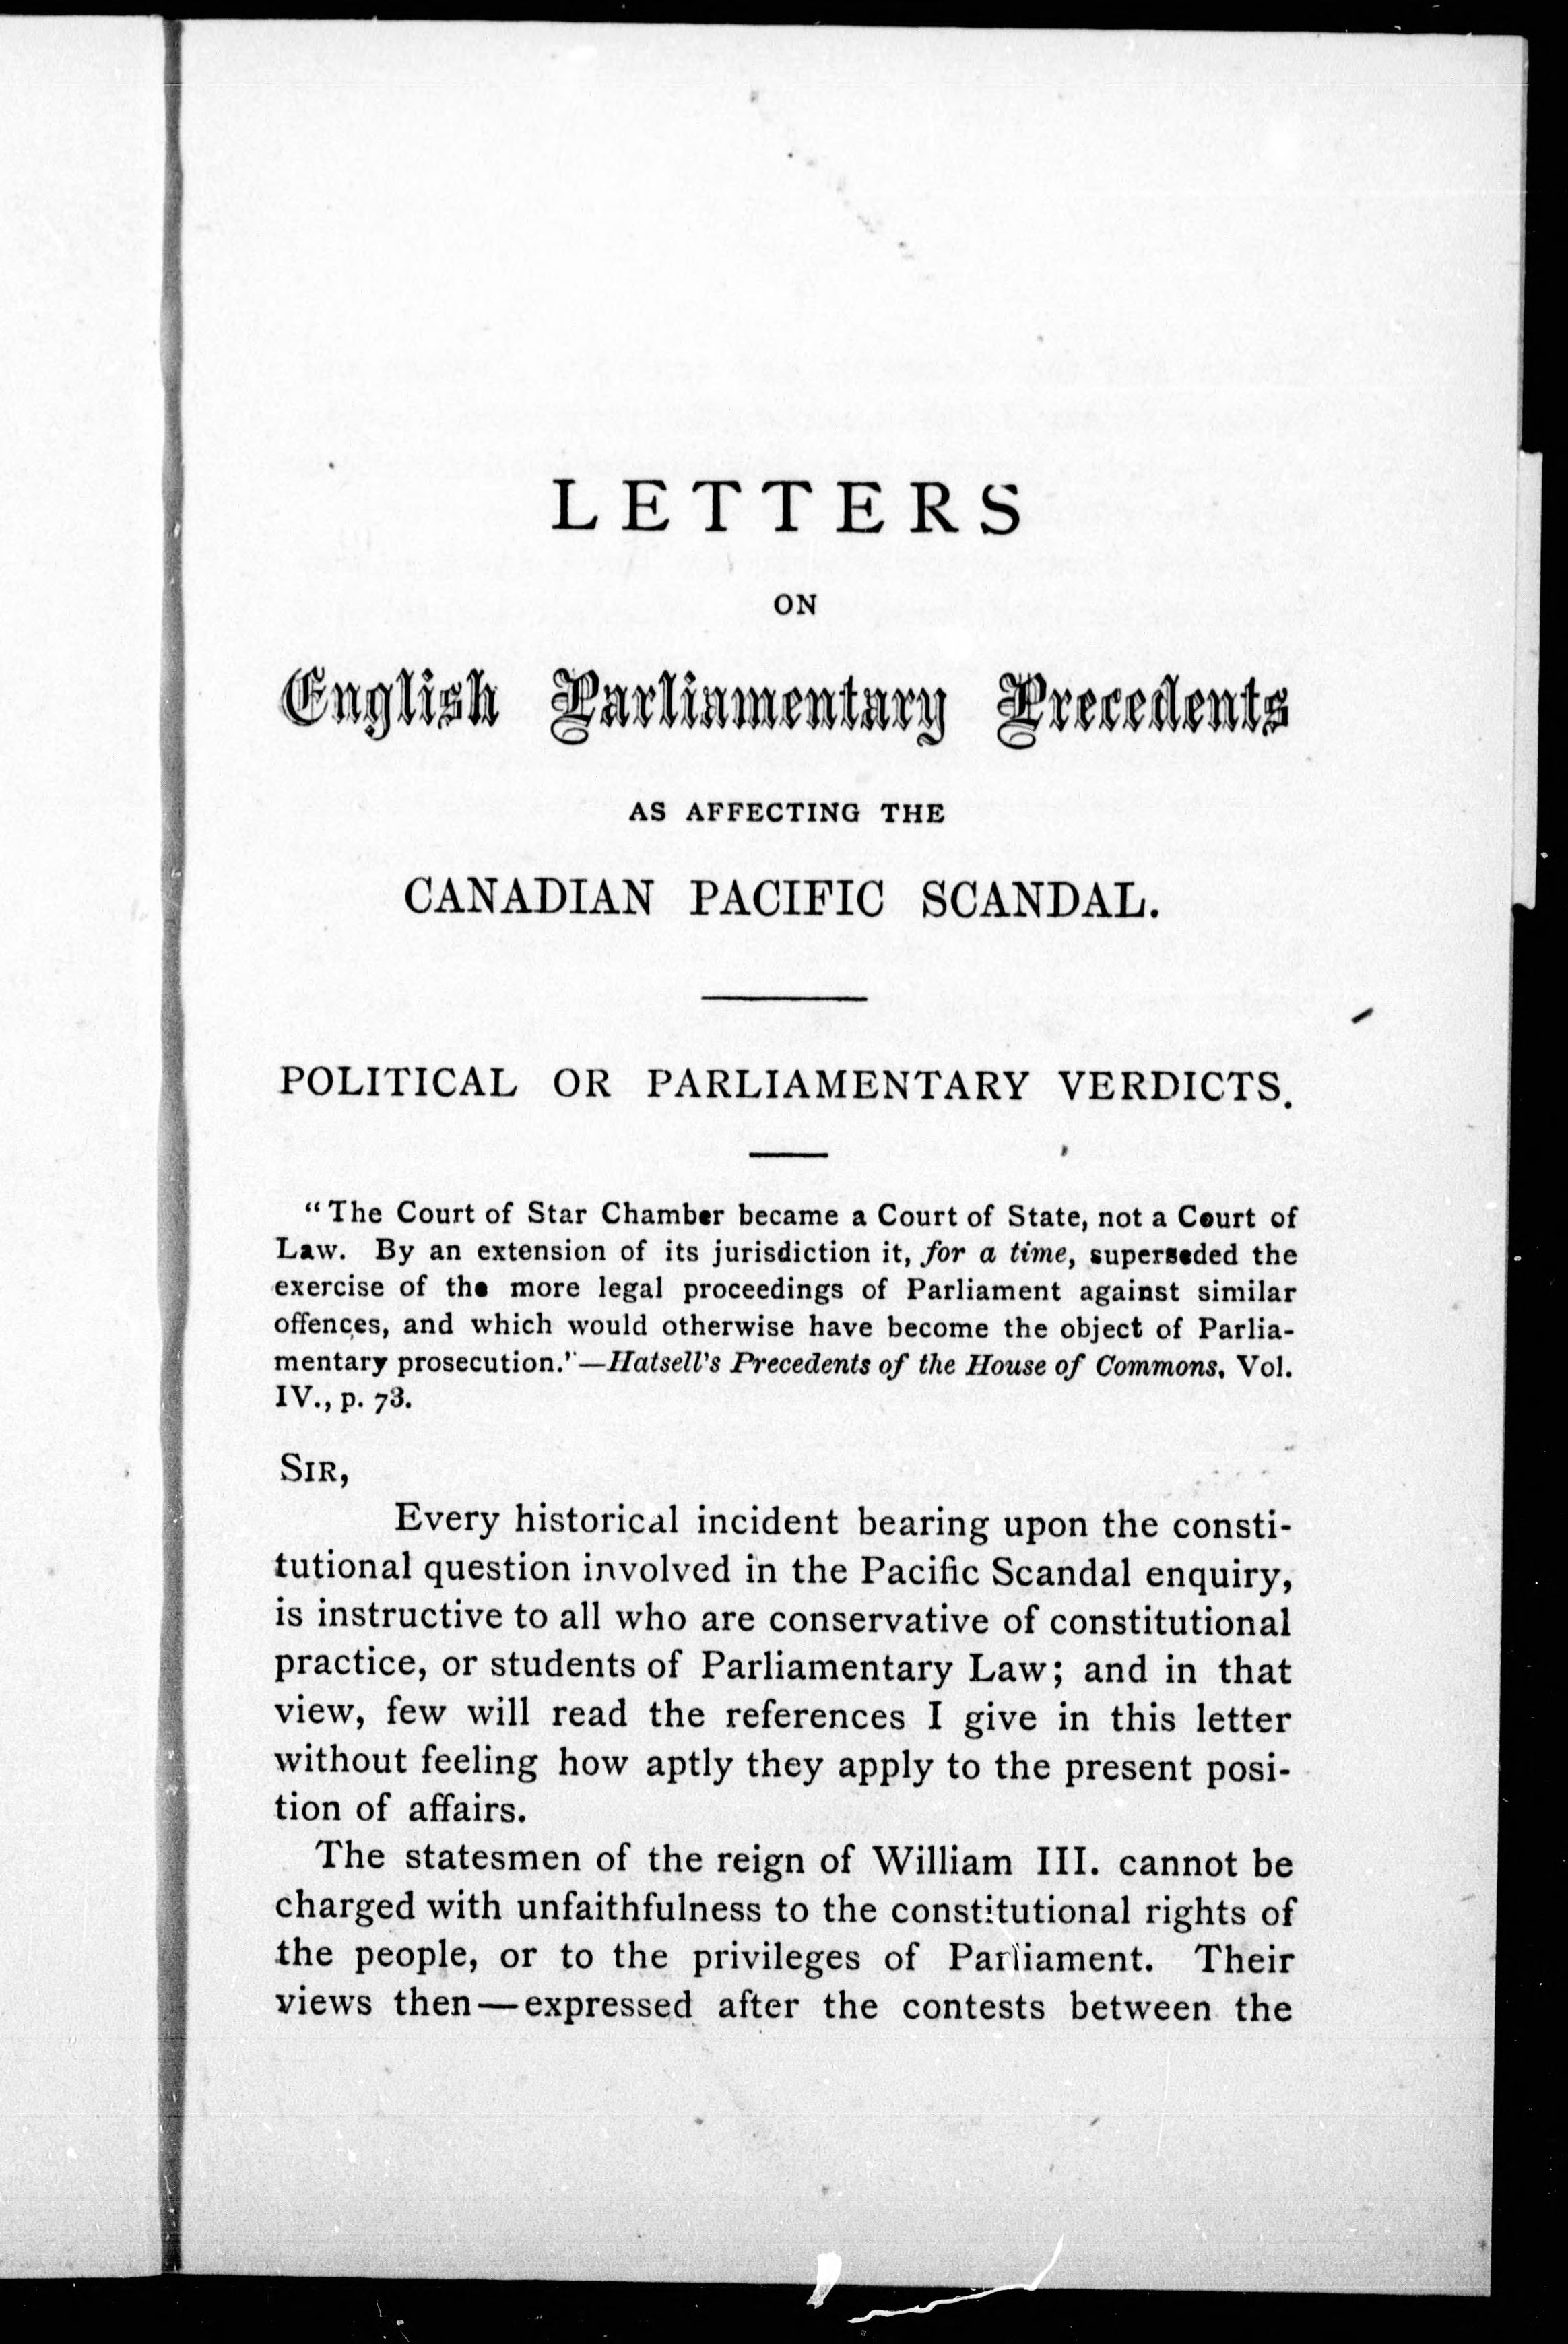 LETTERS
ON
English Parliamentary Precedents
AS AFFECTING THE
CANADIAN PACIFIC SCANDAL.
POLITICAL OR PARLIAMENTARY VERDICTS.
"The Court of Star Chamber became a Court of State, not a Court of
Law. By an extension of its jurisdiction it, for a time, superseded the
exercise of the more legal proceedings of Parliament against similar
offences, and which would otherwise have become the object of Parlia-
mentary prosecution."—Hatsell's Precedents of the House of Commons, Vol.
IV., p. 73.
SIR,
Every historical incident bearing upon the consti-
tutional question involved in the Pacific Scandal enquiry,
is instructive to all who are conservative of constitutional
practice, or students of Parliamentary Law; and in that
view, few will read the references I give in this letter
without feeling how aptly they apply to the present posi-
tion of affairs.
The statesmen of the reign of William III. cannot be
charged with unfaithfulness to the constitutional rights of
the people, or to the privileges of Parliament. Their
views then—expressed after the contests between the